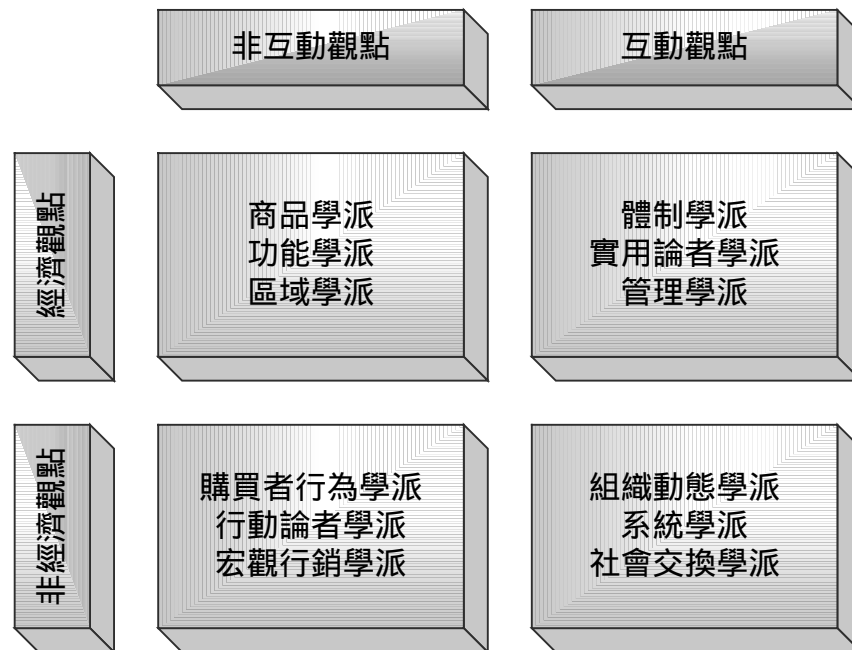 非互動觀點
互動觀點
經濟觀點
商品學派
功能學派
區域學派
體制學派
實用論者學派
管理學派
非經濟觀點
購買者行為學派
行動論者學派
宏觀行銷學派
組織動態學派
系統學派
社會交換學派